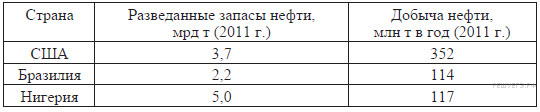 Страна Разведанные запасы нефти, Добыча нефти,
мрд т (2011 г.) млн т в год (2011 г.)
США 3,7 352
Бразилия 2,2 114
Нигерия 5,0 117